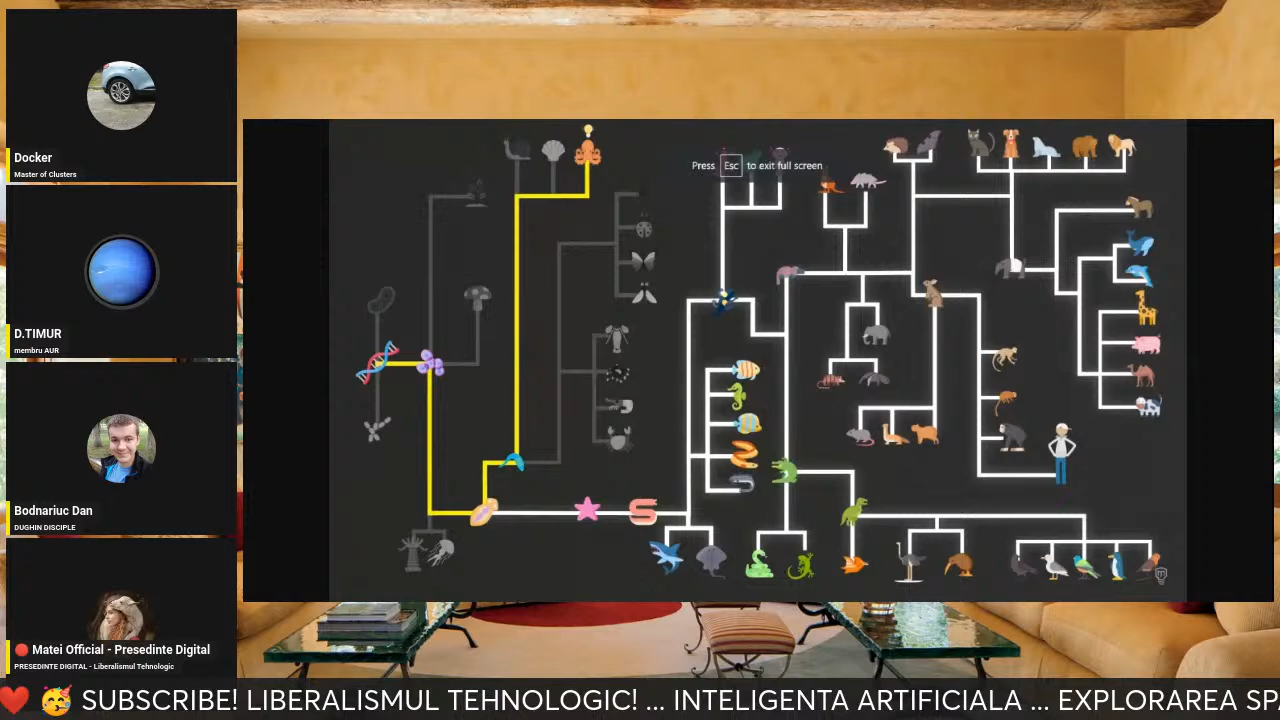 Docker
Master of Clusters
D.TIMUR
membru AUR
Bodnariuc Dan
DUGHIN DISCIPLE
🔴 Matei Official - Presedinte Digital
PRESEDINTE DIGITAL - Liberalismul Tehnologic
Press Esc to exit full screen
❤️ 🥳 SUBSCRIBE! LIBERALISMUL TEHNOLOGIC! ... INTELIGENTA ARTIFICIALA ... EXPLORAREA SPA